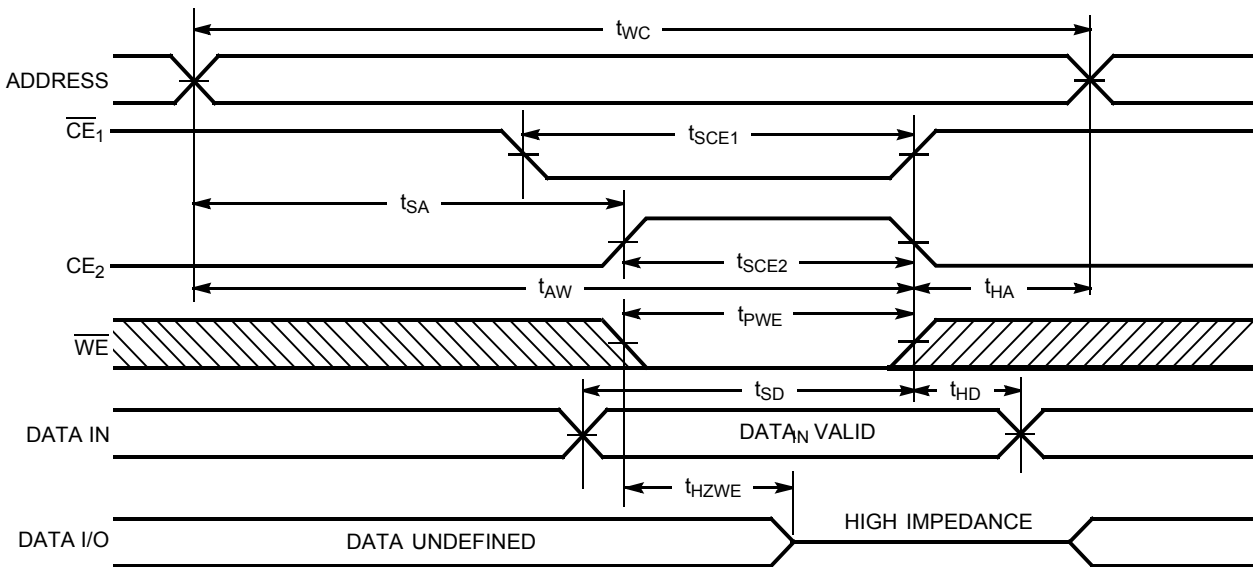 tWC
ADDRESS
CE1
tSCE1
tSA
CE2
tSCE2
tAW
tHA
tPWE
WE
tSD
tHD
DATA IN
DATAIN VALID
tHZWE
HIGH IMPEDANCE
DATA I/O
DATA UNDEFINED